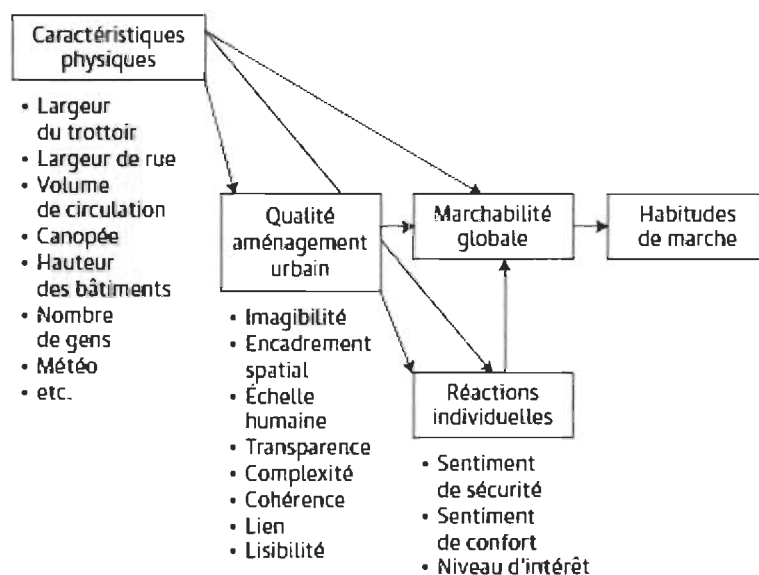 Caractéristiques
physiques
• Largeur
du trottoir
• Largeur de rue
• Volume
de circulation
• Canopée
• Hauteur
des bâtiments
• Nombre
de gens
• Météo
• etc.
Qualité
aménagement
urbain
• Imagibilité
• Encadrement
spatial
• Échelle
humaine
• Transparence
• Complexité
• Cohérence
• Lien
• Lisibilité
Marchabilité
globale
Habitudes
de marche
Réactions
individuelles
• Sentiment
de sécurité
• Sentiment
de confort
• Niveau d'intérêt